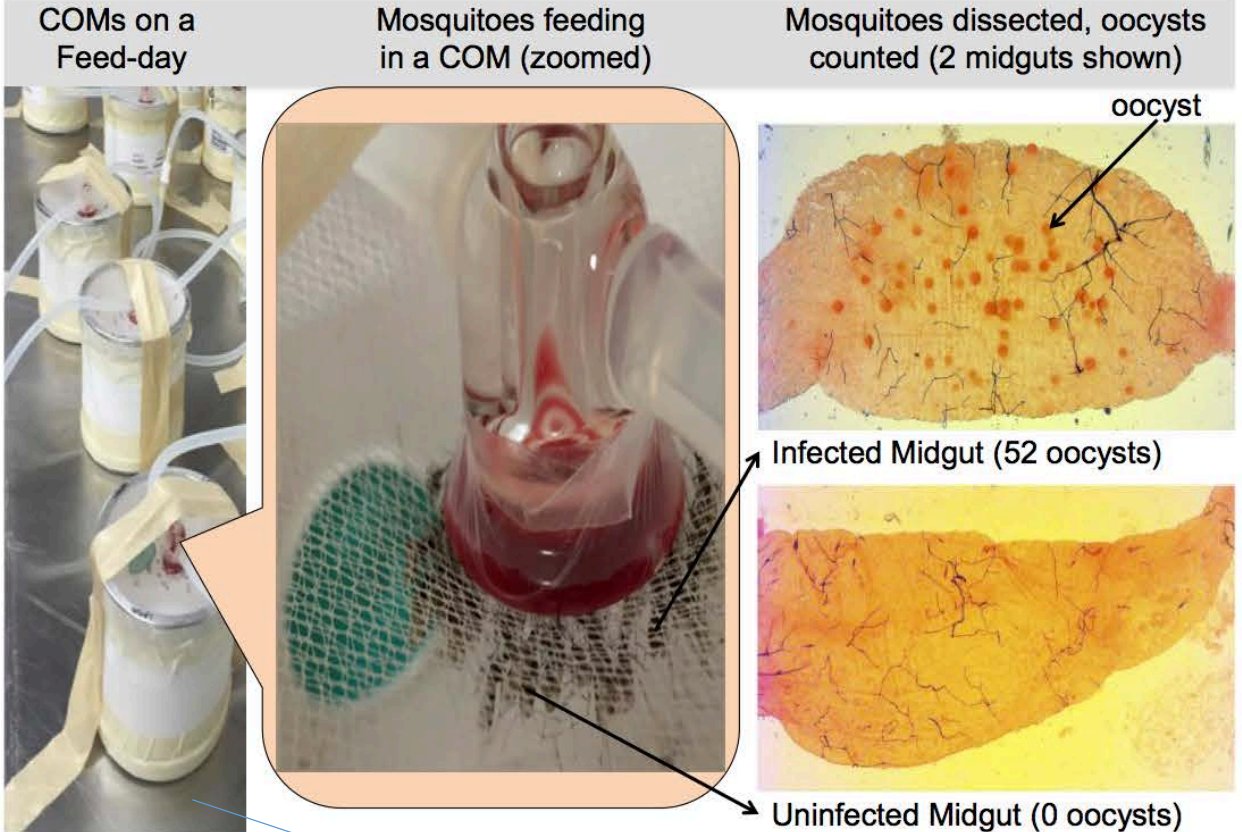 COMs on a
Feed-day
Mosquitoes feeding
in a COM (zoomed)
Mosquitoes dissected, oocysts
counted (2 midguts shown)
oocyst
Infected Midgut (52 oocysts)
Uninfected Midgut (0 oocysts)